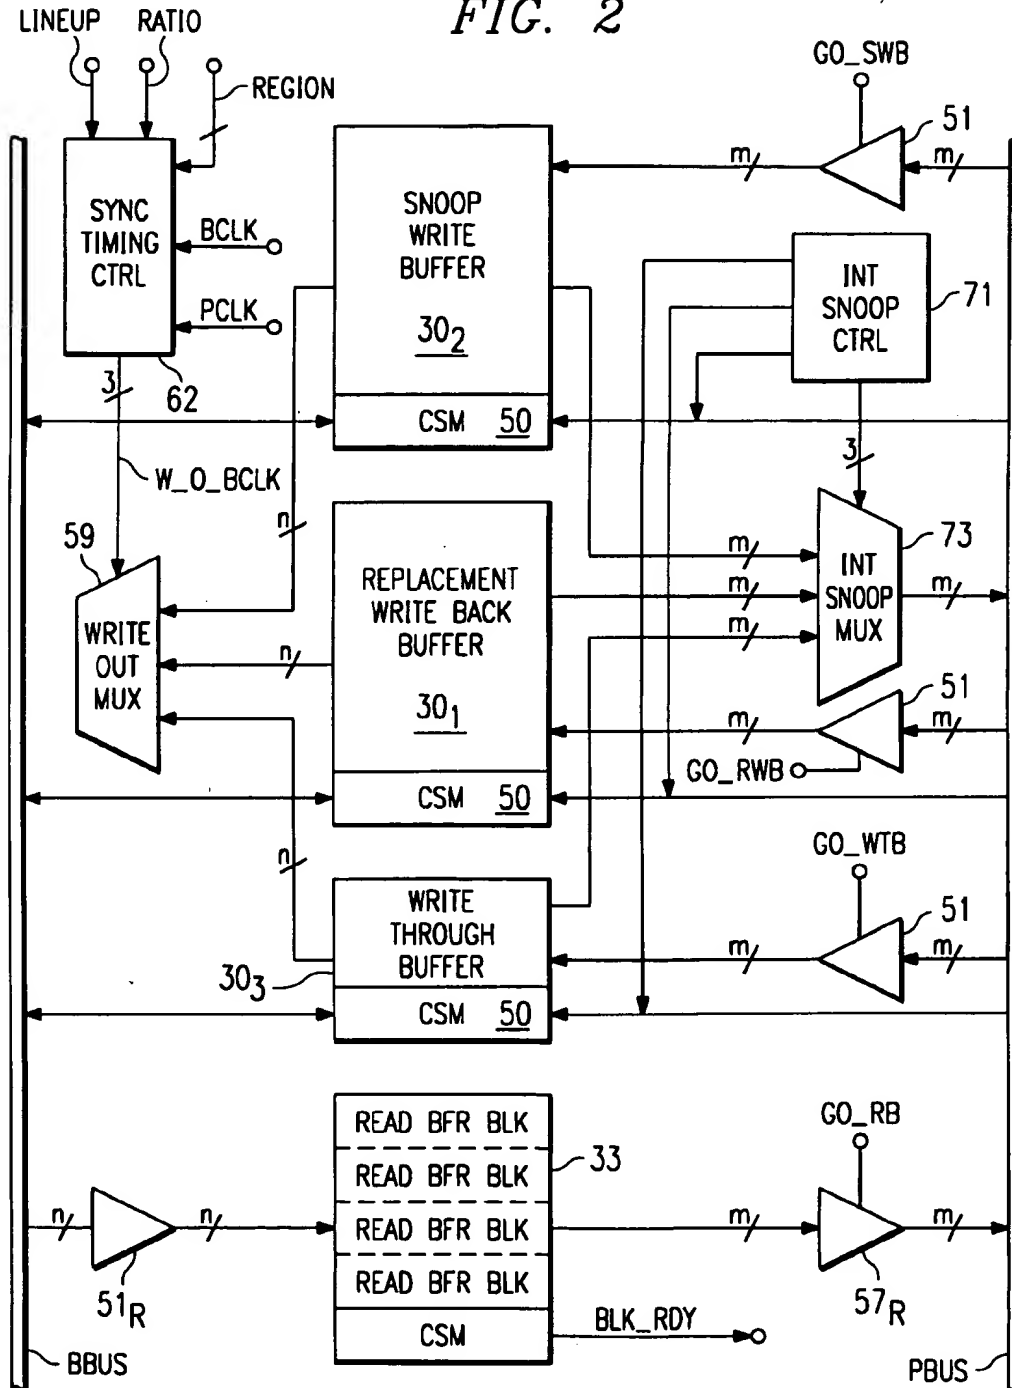 FIG. 2
LINEUP
RATIO
REGION
GO_SWB
51
m
m
SYNC
TIMING
CTRL
BCLK
PCLK
3
62
W_O_BCLK
SNOOP
WRITE
BUFFER
30₂
CSM 50
INT
SNOOP
CTRL
71
3
n
59
WRITE
OUT
MUX
n
REPLACEMENT
WRITE BACK
BUFFER
30₁
CSM 50
m
m
m
INT
SNOOP
MUX
73
m
51
m
m
GO_RWB
n
WRITE
THROUGH
BUFFER
30₃
CSM 50
GO_WTB
51
m
m
READ BFR BLK
READ BFR BLK
READ BFR BLK
READ BFR BLK
CSM
33
n
n
51R
m
GO_RB
m
57R
BLK_RDY
BBUS
PBUS